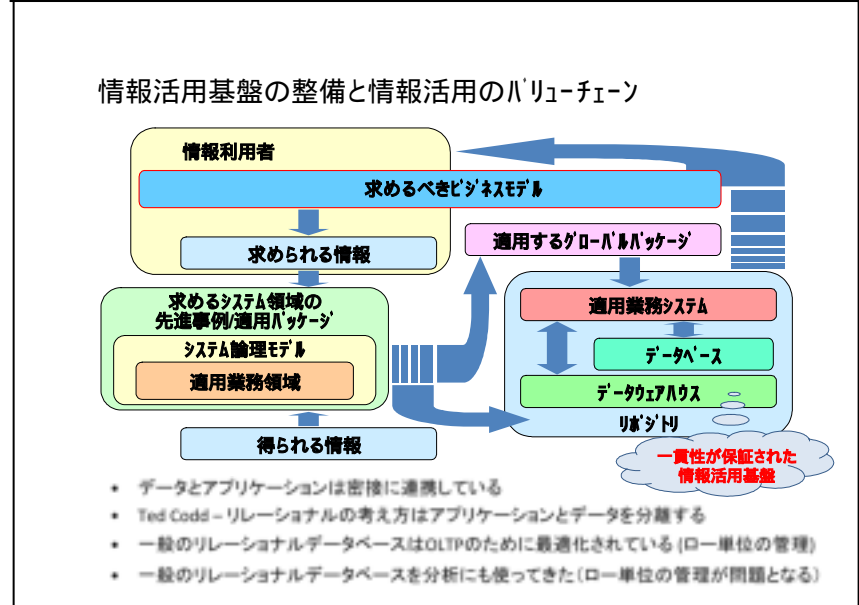 情報活用基盤の整備と情報活用のﾊﾞﾘｭｰﾁｪｰﾝ
情報利用者
求めるべきﾋﾞｼﾞﾈｽﾓﾃﾞﾙ
求められる情報
適用するｸﾞﾛｰﾊﾞﾙﾊﾟｯｹｰｼﾞ
求めるｼｽﾃﾑ領域の
先進事例/適用ﾊﾟｯｹｰｼﾞ
ｼｽﾃﾑ論理ﾓﾃﾞﾙ
適用業務領域
得られる情報
適用業務ｼｽﾃﾑ
ﾃﾞｰﾀﾍﾞｰｽ
ﾃﾞｰﾀｳｪｱﾊｳｽ
ﾘﾎﾟｼﾞﾄﾘ
一貫性が保証された
情報活用基盤
• データとアプリケーションは密接に連携している
• Ted Codd – リレーショナルの考え方はアプリケーションとデータを分離する
• 一般のリレーショナルデータベースはOLTPのために最適化されている (ロー単位の管理)
• 一般のリレーショナルデータベースを分析にも使ってきた（ロー単位の管理が問題となる）